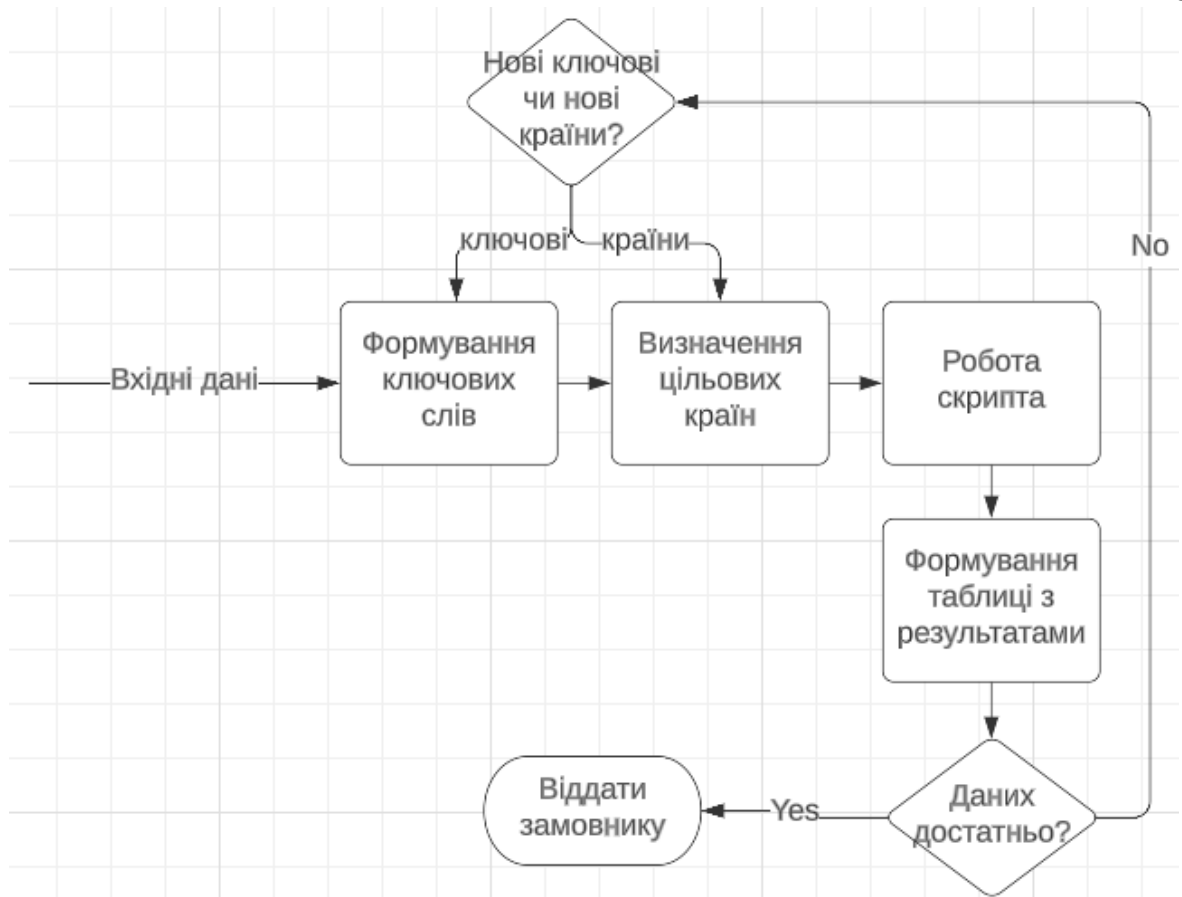 Нові ключові
чи нові
країни?
ключові
країни
No
Вхідні дані
Формування
ключових
слів
Визначення
цільових
країн
Робота
скрипта
Формування
таблиці з
результатами
Віддати
замовнику
Yes
Даних
достатньо?